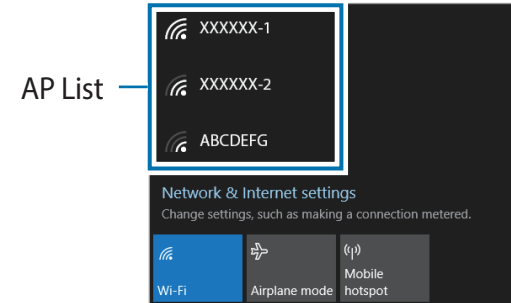 XXXXXX-1
XXXXXX-2
AP List
ABCDEFG
Network & Internet settings
Change settings, such as making a connection metered.
Wi-Fi
Airplane mode
Mobile
hotspot